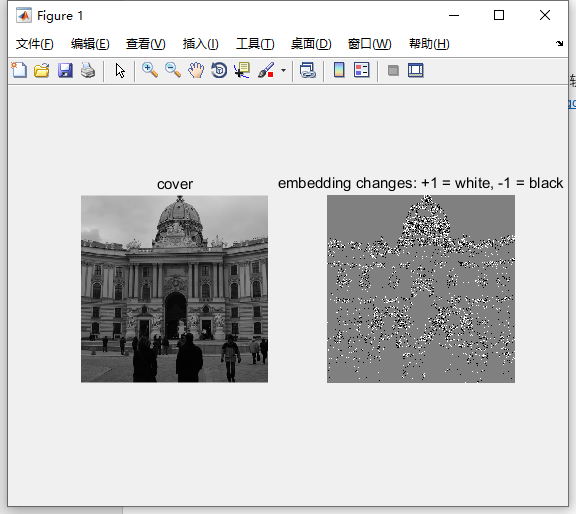 Figure 1
文件(F) 编辑(E) 查看(V) 插入(I) 工具(T) 桌面(D) 窗口(W) 帮助(H)
cover
embedding changes: +1 = white, -1 = black